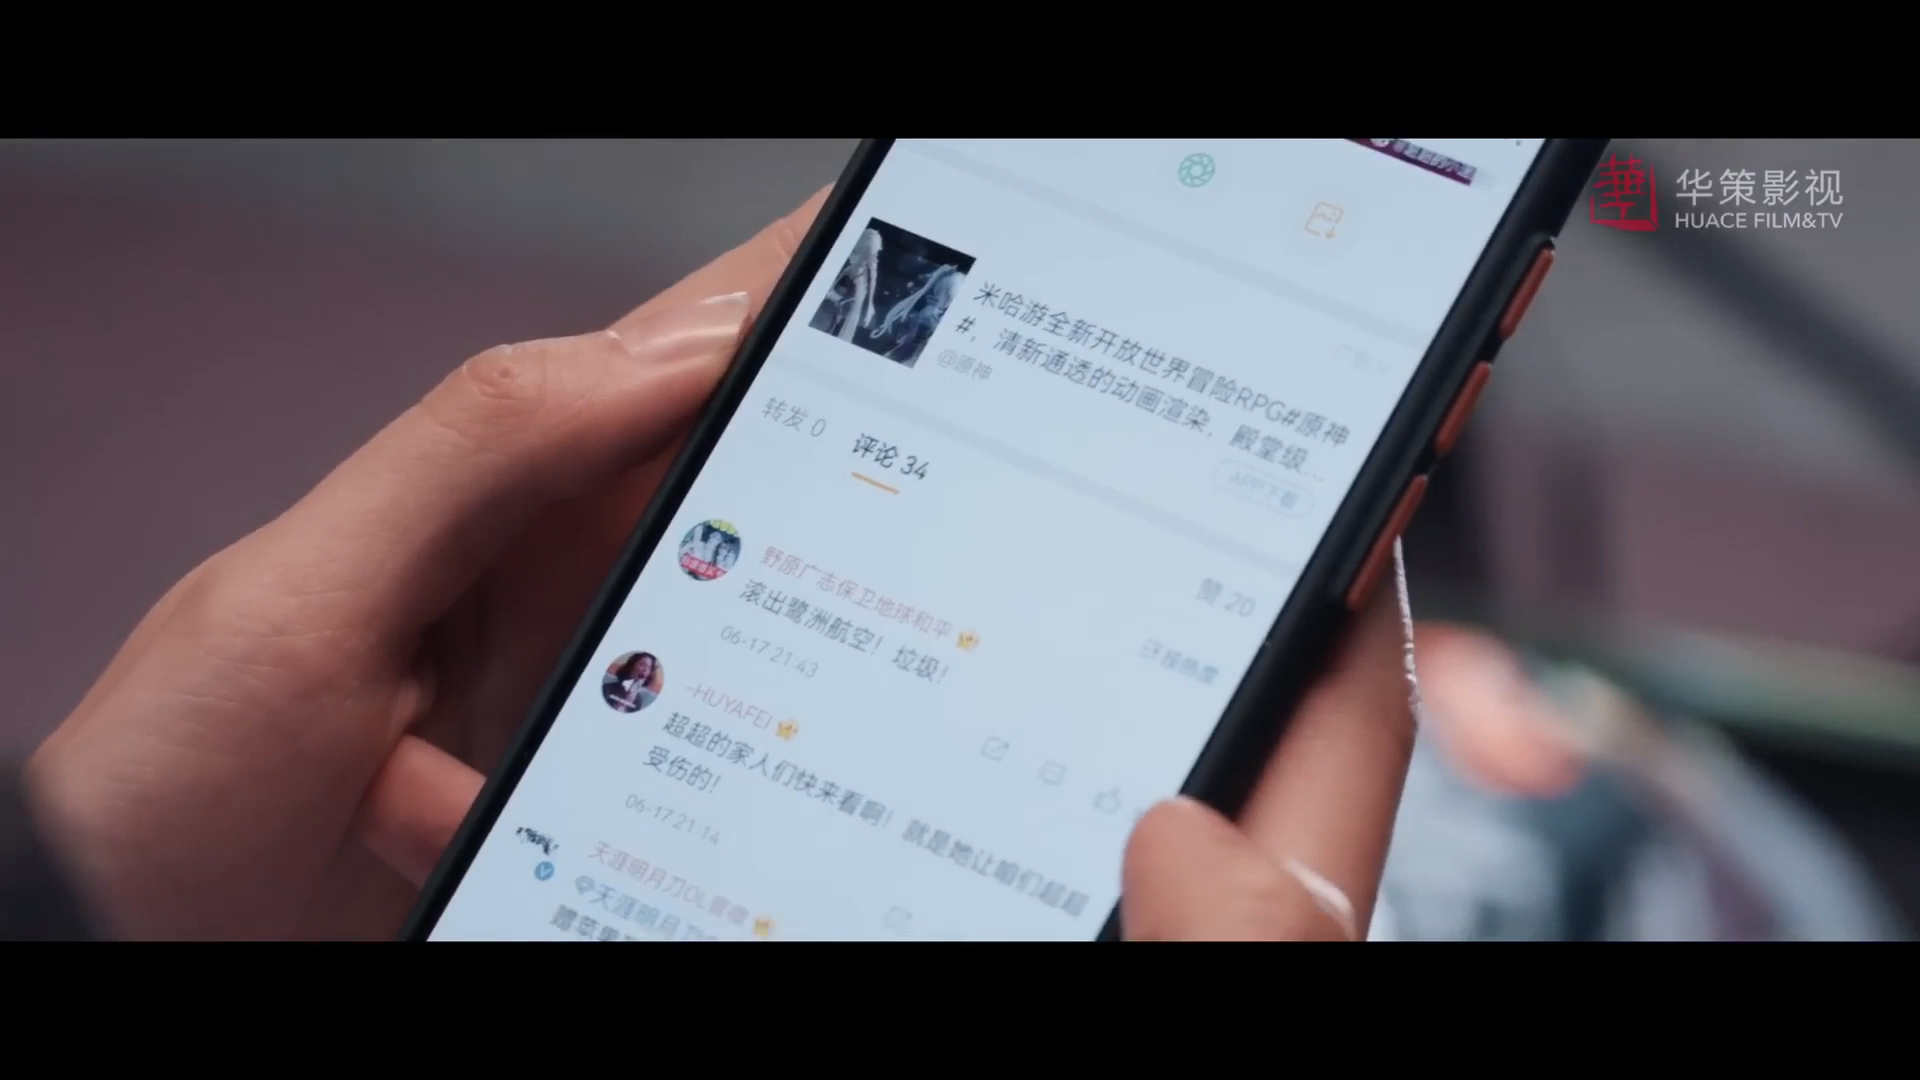 华策影视
HUACE FILM&TV
米哈游全新开放世界冒险RPG#原神
#，清新通透的动画渲染，殿堂级...
@原神
转发 0
评论 34
赞 20
野原广志保卫地球和平
滚出鹭洲航空！垃圾！
06-17 21:43
-HUYAFEI
超超的家人们快来看啊！就是她让咱们超超
受伤的！
06-17 21:14
天涯明月刀OL官微